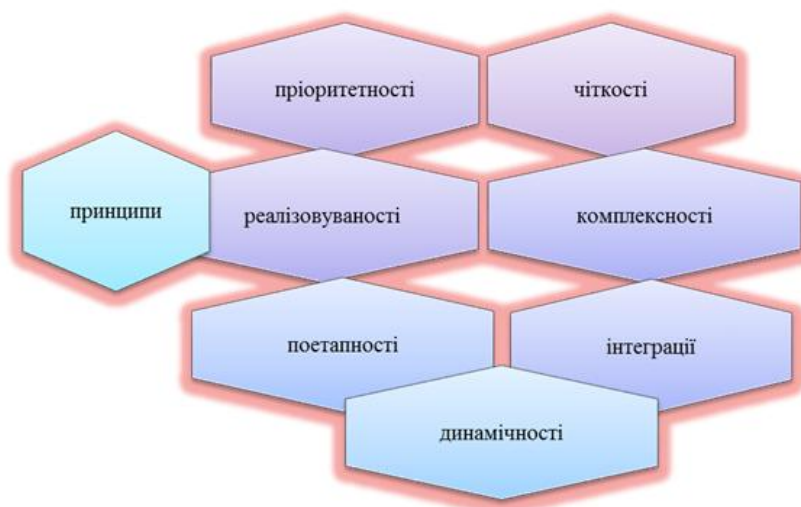 пріоритетності
чіткості
принципи
реалізовуваності
комплексності
поетапності
інтеграції
динамічності